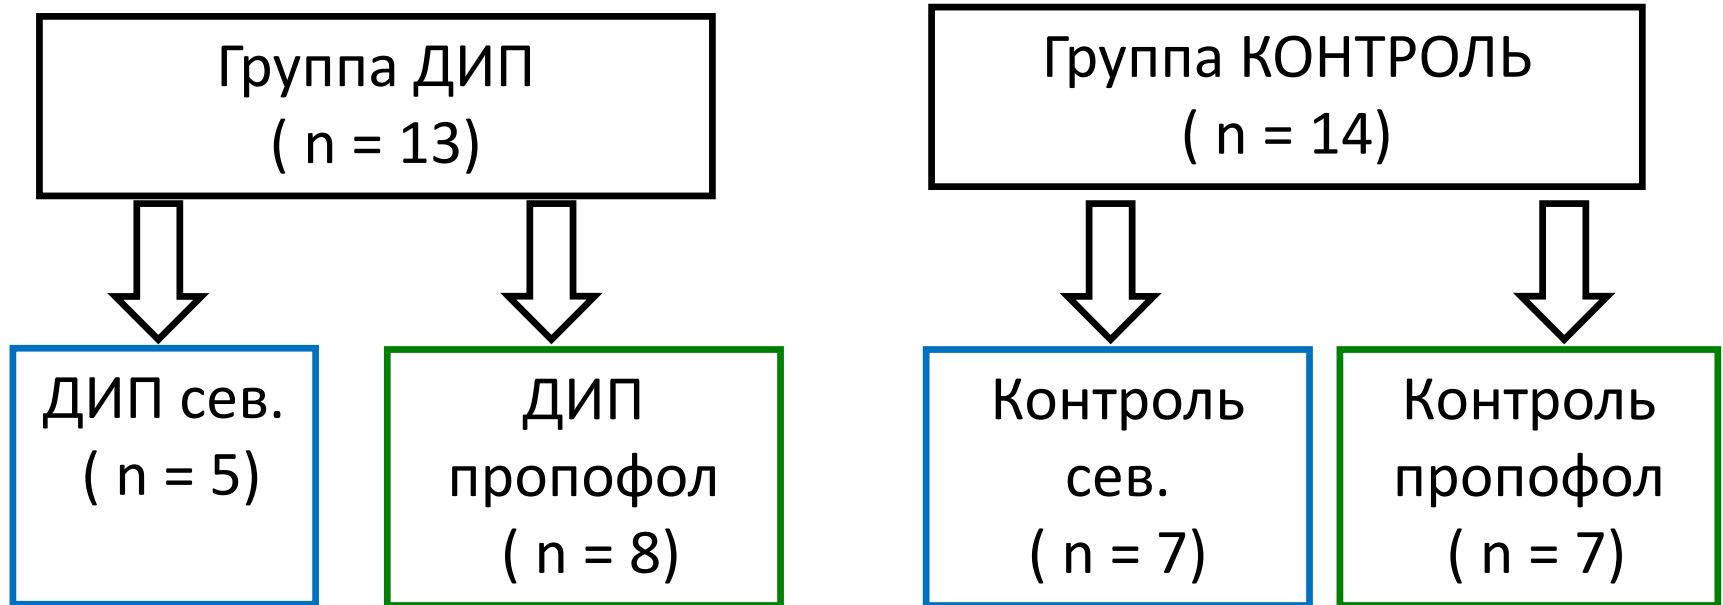 Группа ДИП
( n = 13)
Группа КОНТРОЛЬ
( n = 14)
ДИП сев.
( n = 5)
ДИП
пропофол
( n = 8)
Контроль
сев.
( n = 7)
Контроль
пропофол
( n = 7)